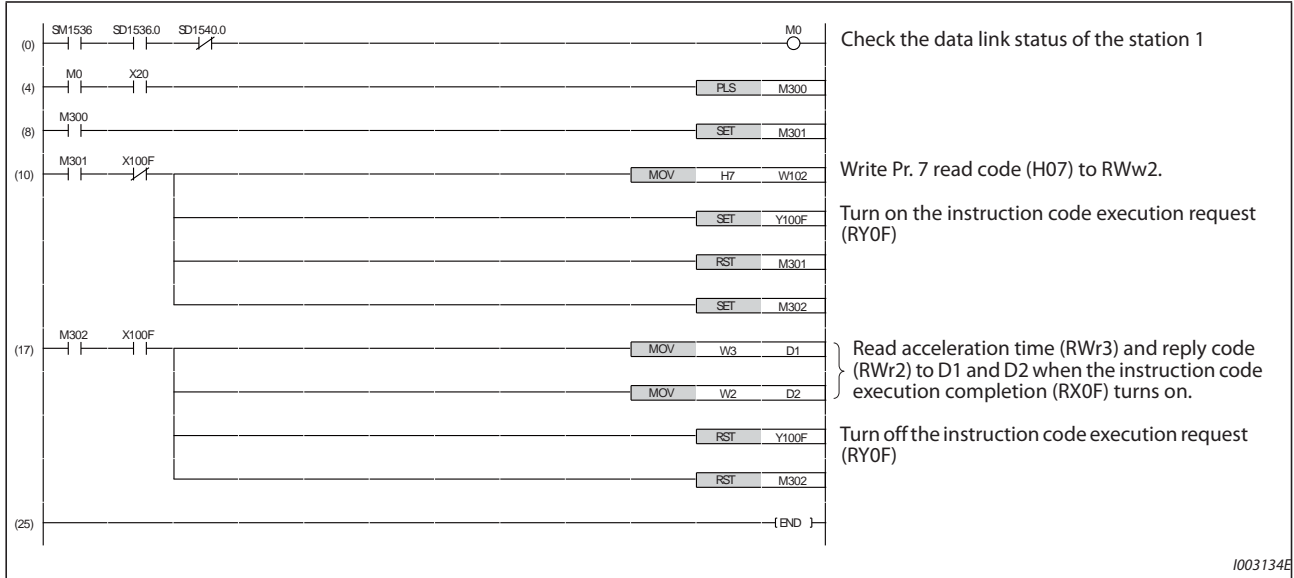 SM1536 SD1536.0 SD1540.0 M0
(0) Check the data link status of the station 1
M0 X20
(4) PLS M300
M300
(8) SET M301
M301 X100F
(10) MOV H7 W102 Write Pr. 7 read code (H07) to RWw2.
SET Y100F Turn on the instruction code execution request
(RY0F)
RST M301
SET M302
M302 X100F
(17) MOV W3 D1 Read acceleration time (RWr3) and reply code
(RWr2) to D1 and D2 when the instruction code
MOV W2 D2 execution completion (RX0F) turns on.
RST Y100F Turn off the instruction code execution request
(RY0F)
RST M302
(25) END
I003134E